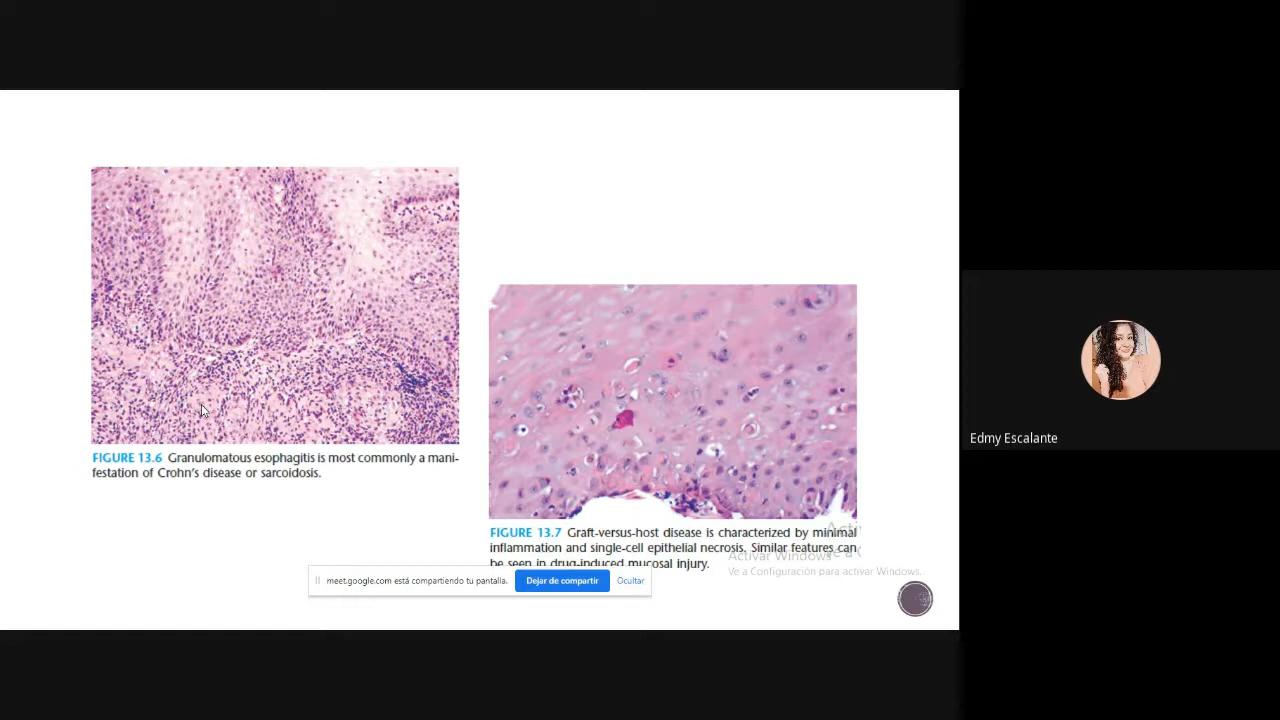 FIGURE 13.6 Granulomatous esophagitis is most commonly a mani-
festation of Crohn's disease or sarcoidosis.
FIGURE 13.7 Graft-versus-host disease is characterized by minimal
inflammation and single-cell epithelial necrosis. Similar features can
be seen in drug-induced mucosal injury.
Activar Windows
Ve a Configuración para activar Windows.
meet.google.com está compartiendo tu pantalla.
Dejar de compartir
Ocultar
Edmy Escalante